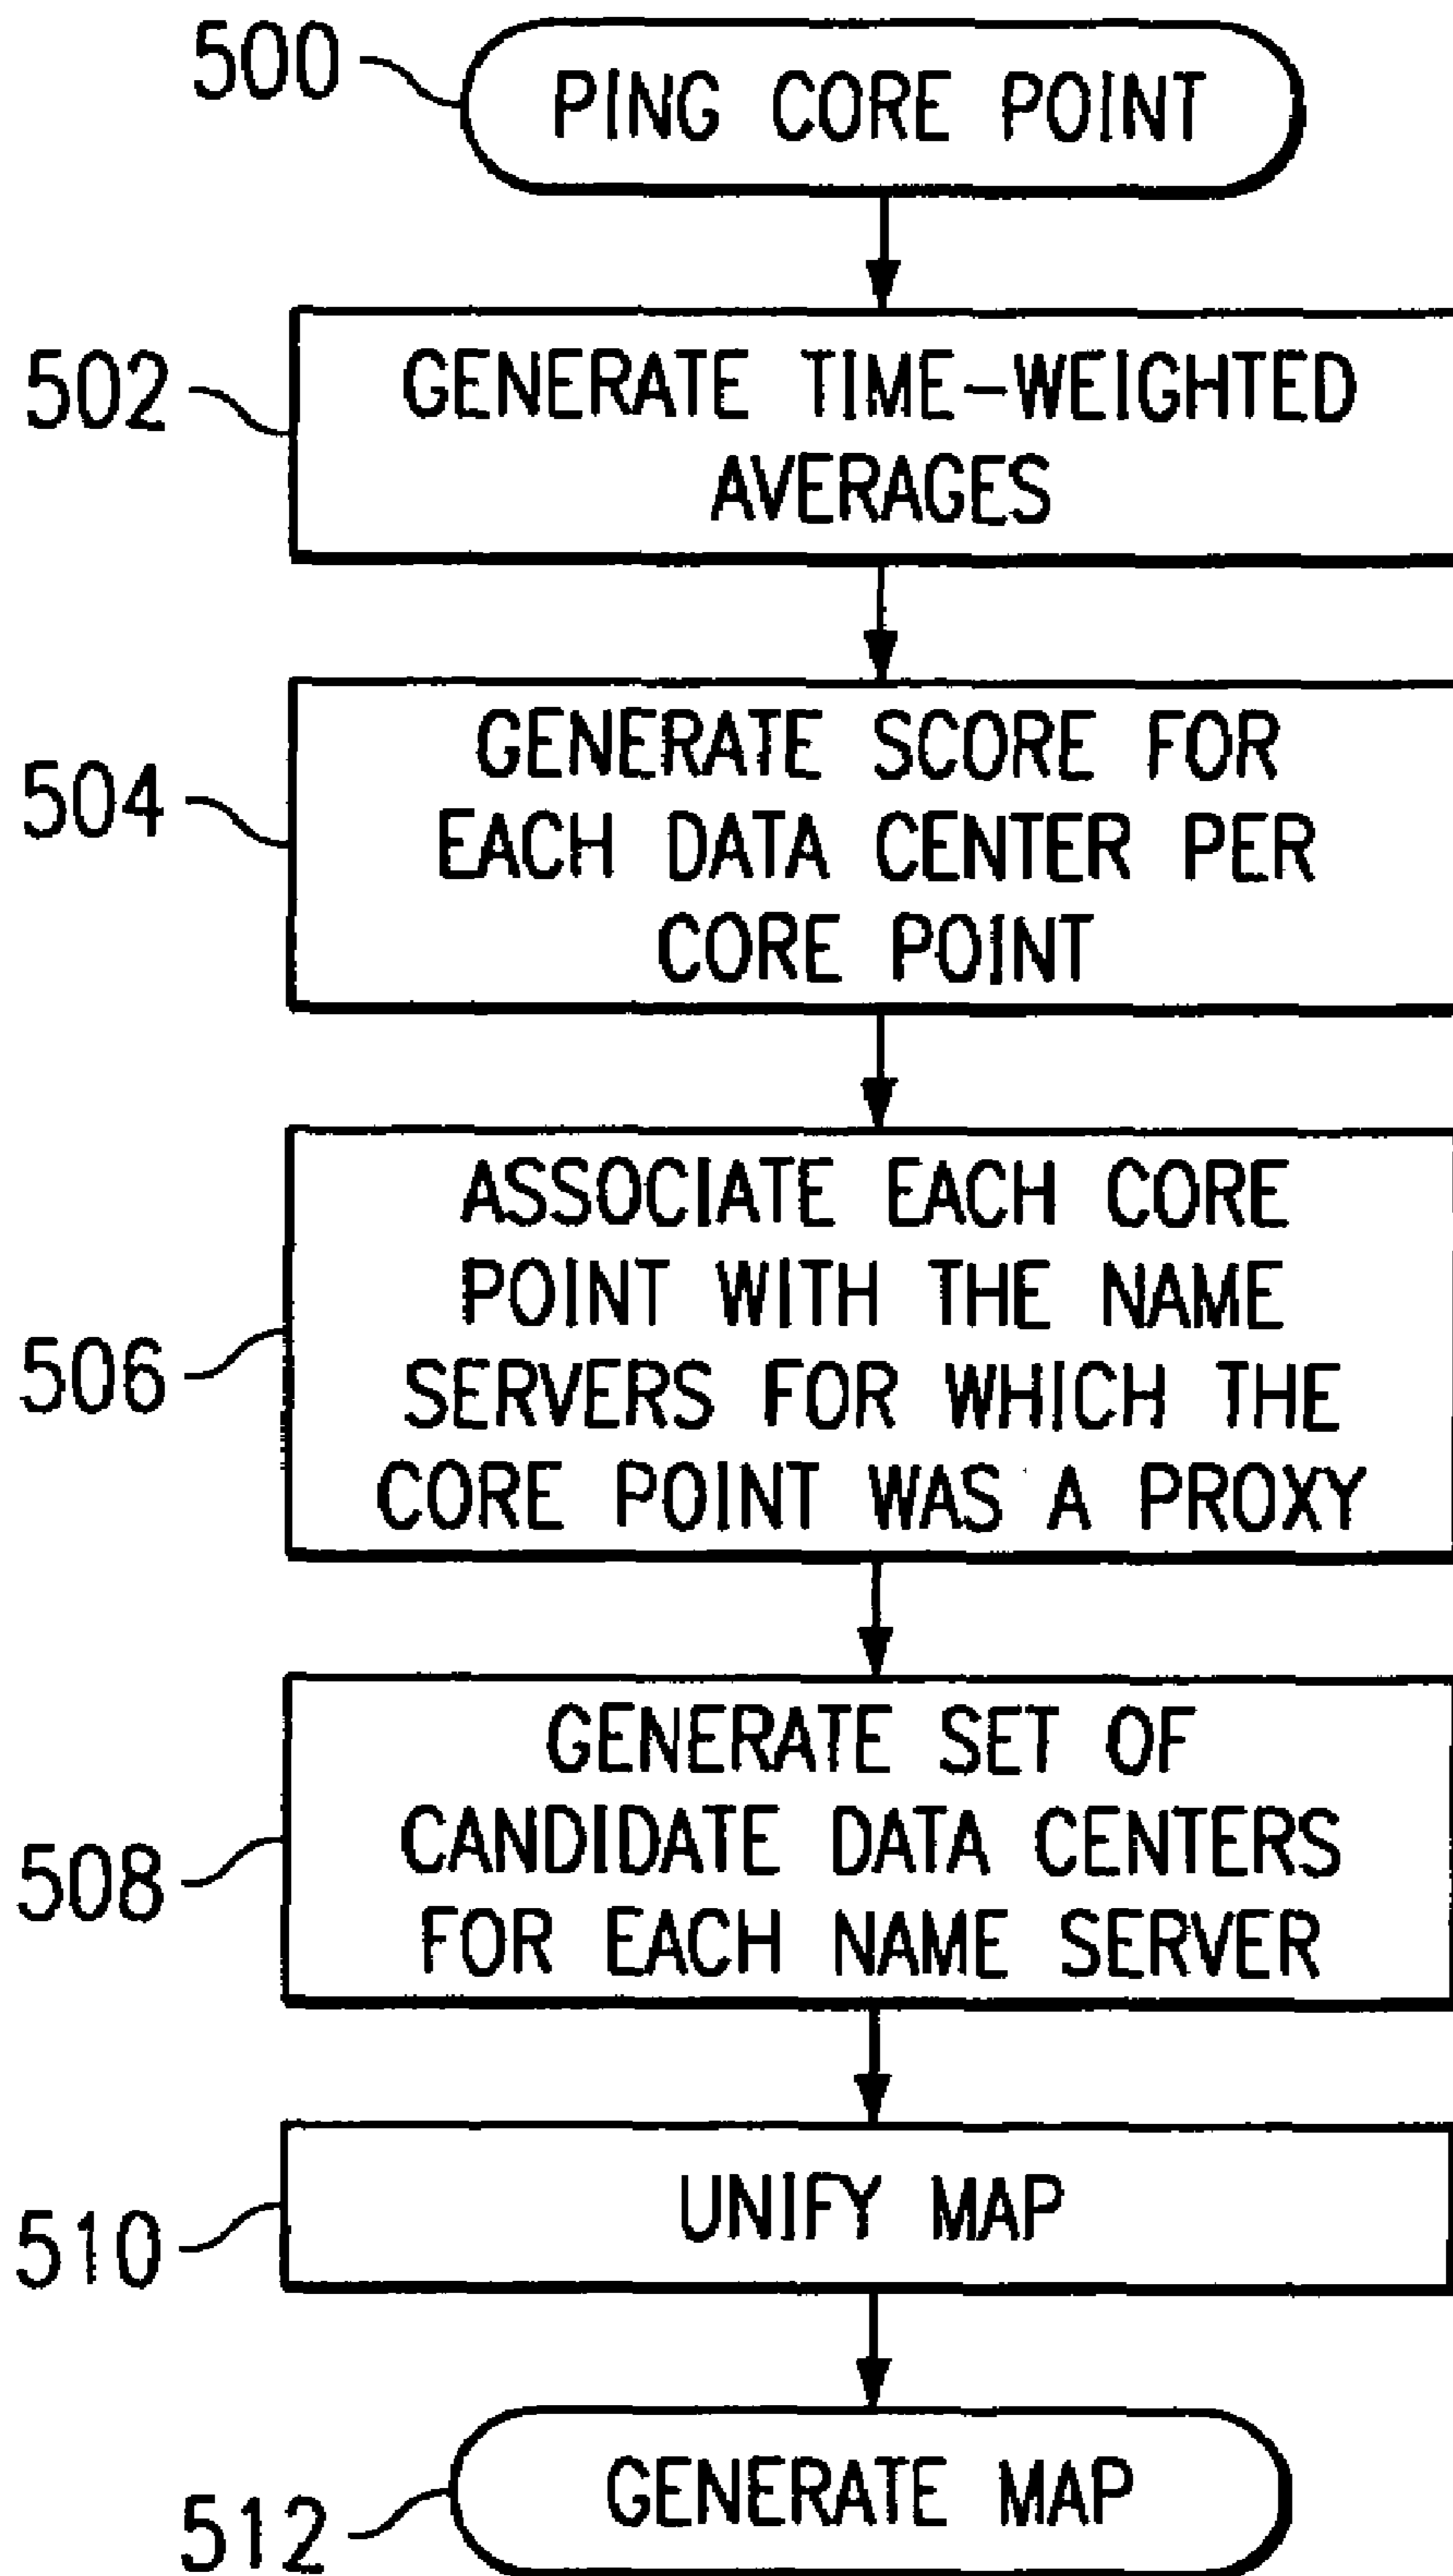 500
PING CORE POINT
502
GENERATE TIME-WEIGHTED
AVERAGES
504
GENERATE SCORE FOR
EACH DATA CENTER PER
CORE POINT
506
ASSOCIATE EACH CORE
POINT WITH THE NAME
SERVERS FOR WHICH THE
CORE POINT WAS A PROXY
508
GENERATE SET OF
CANDIDATE DATA CENTERS
FOR EACH NAME SERVER
510
UNIFY MAP
512
GENERATE MAP